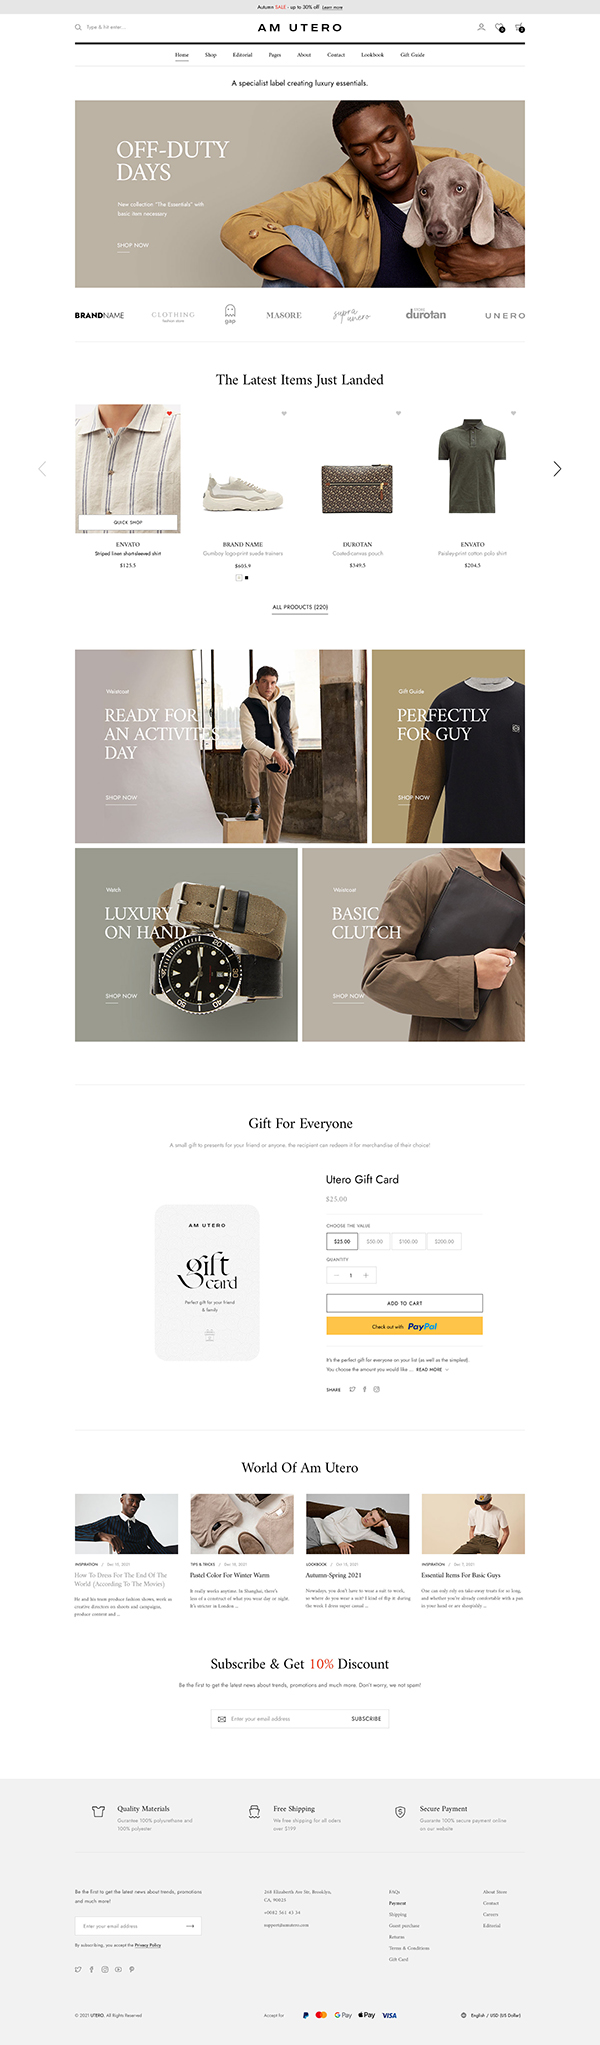 Autumn SALE - up to 30% off Learn more
Type & hit enter...
AM UTERO
0
2
Home Shop Editorial Pages About Contact Lookbook Gift Guide
A specialist label creating luxury essentials.
OFF-DUTY
DAYS
New collection "The Essentials" with
basic item necessary
SHOP NOW
BRANDNAME
CLOTHING
gap
MASORE
supra
unero
durotan
UNERO
The Latest Items Just Landed
QUICK SHOP
ENVATO
Striped linen short-sleeved shirt
$125.5
BRAND NAME
Gumboy logo-print suede trainers
$605.9
DUROTAN
Coated-canvas pouch
$349.5
ENVATO
Paisley-print cotton polo shirt
$204.5
ALL PRODUCTS (220)
Waistcoat
READY FOR
AN ACTIVITES
DAY
SHOP NOW
Gift Guide
PERFECTLY
FOR GUY
SHOP NOW
Watch
LUXURY
ON HAND
SHOP NOW
Waistcoat
BASIC
CLUTCH
SHOP NOW
Gift For Everyone
A small gift to presents for your friend or anyone. the recipient can redeem it for merchandise of their choice!
AM UTERO
gift
card
Perfect gift for your friend
& family
Utero Gift Card
$25.00
CHOOSE THE VALUE
$25.00 $50.00 $100.00 $200.00
QUANTITY
1
ADD TO CART
Check out with PayPal
It's the perfect gift for everyone on your list (as well as the simplest).
You choose the amount you would like ... READ MORE
SHARE
World Of Am Utero
INSPIRATION / Dec 15, 2021
How To Dress For The End Of The
World (According To The Movies)
He and his team produce fashion shows, work as
creative directors on shoots and campaigns,
produce content and ...
TIPS & TRICKS / Dec 14, 2021
Pastel Color For Winter Warm
It really works anytime. In Shanghai, there's
less of a construct of what you wear day or night.
It's stricter in London ...
LOOKBOOK / Dec 12, 2021
Autumn-Spring 2021
Nowadays, you don't have to wear a suit to work,
so where do you wear a suit? I kind of flip it during
the week I dress super casual ...
INSPIRATION / Dec 7, 2021
Essential Items For Basic Guys
One can only rely on take-away treats for so long,
and whether you're already comfortable with a pan
in your hand or are hopelessly ...
Subscribe & Get 10% Discount
Be the first to get the latest news about trends, promotions and much more. Don't worry, we not spam!
Enter your email address SUBSCRIBE
Quality Materials
Gurantee 100% polyurethane and
100% polyester
Free Shipping
We free shipping for all oders
over $199
Secure Payment
Guarante 100% secure payment online
on our website
Be the first to get the latest news about trends, promotions
and much more!
Enter your email address
By subscribing, you accept the Privacy Policy
268 Elizaberth Ave Str, Brooklyn,
CA, 90025
+0082 561 43 34
support@amutero.com
FAQs
Payment
Shipping
Guest purchase
Returns
Terms & Conditions
Gift Card
About Store
Contact
Careers
Editorial
© 2021 UTERO. All Rights Reserved
Accept for
G Pay
Pay
VISA
English / USD (US Dollar)